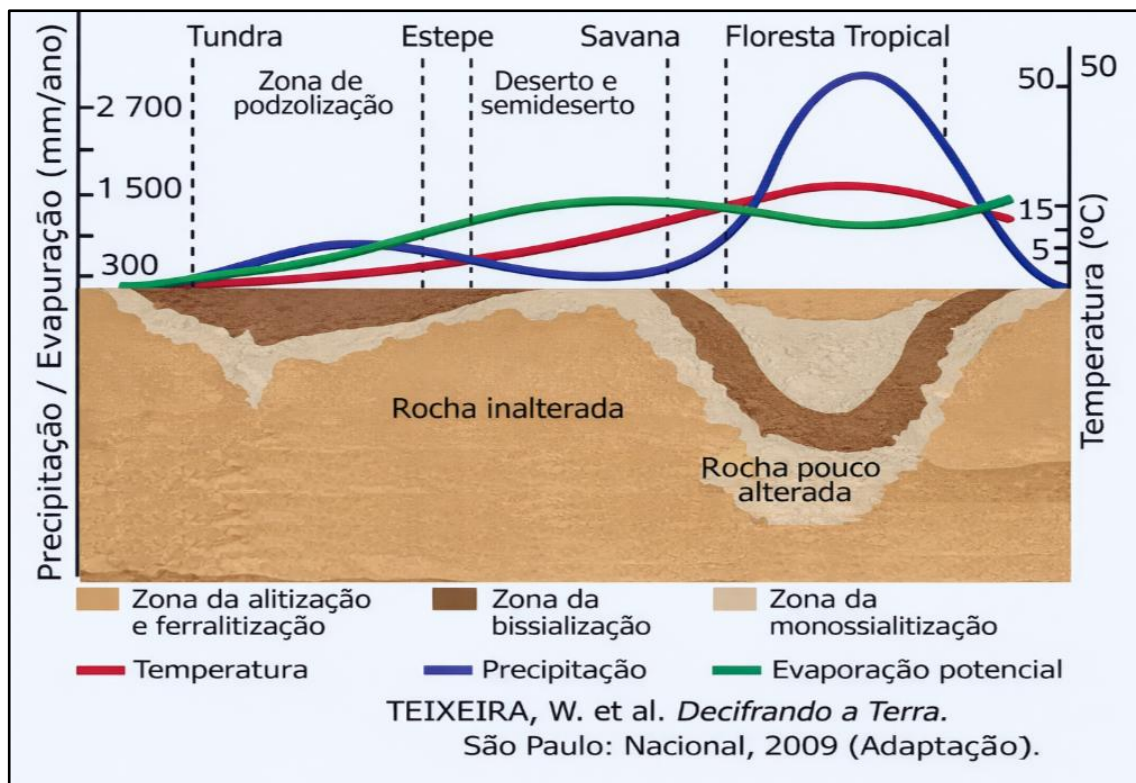 Tundra Estepe Savana Floresta Tropical
Zona de
podzolização
Deserto e
semideserto
Precipitação / Evapuração (mm/ano)
2 700
1 500
300
50
50
15
5
Temperatura (ºC)
Rocha inalterada
Rocha pouco
alterada
Zona da alitização
e ferralitização
Zona da
bissialização
Zona da
monossialitização
Temperatura Precipitação Evaporação potencial
TEIXEIRA, W. et al. Decifrando a Terra.
São Paulo: Nacional, 2009 (Adaptação).